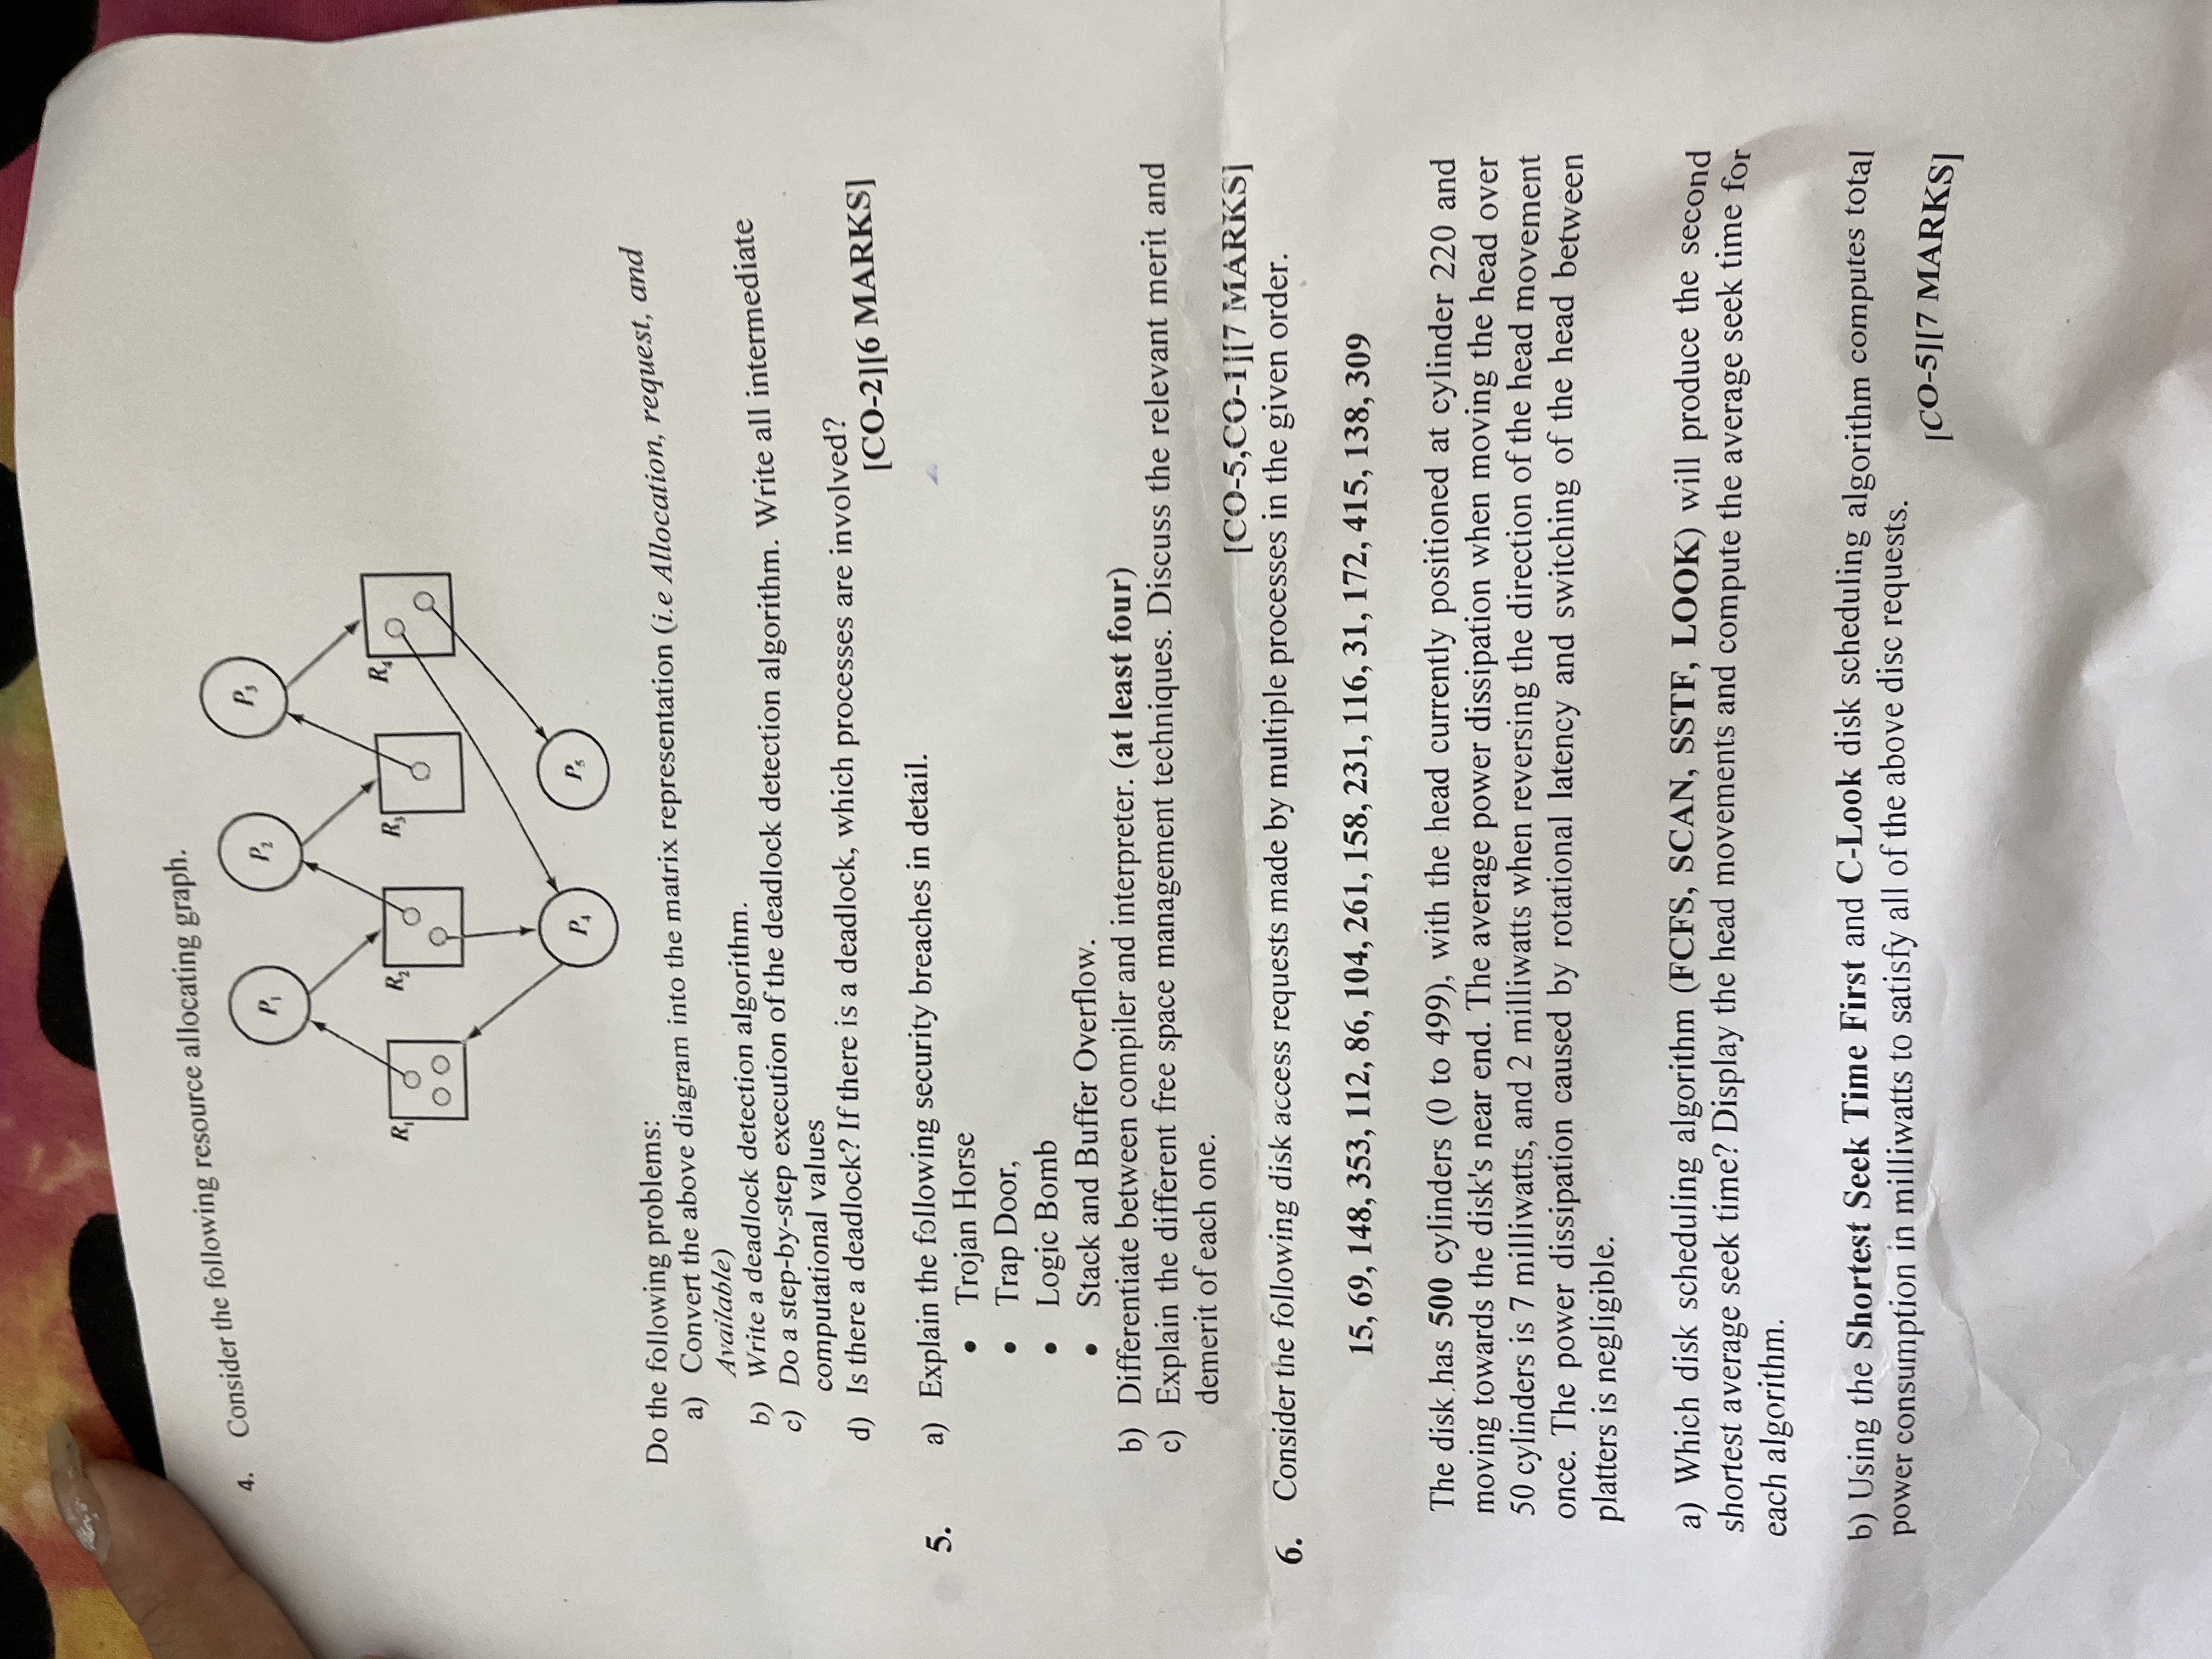 4. Consider the following resource allocating graph.
P1 P2 P3
R1 R2 R3 R4
P4 P5
Do the following problems:
a) Convert the above diagram into the matrix representation (i.e Allocation, request, and
Available)
b) Write a deadlock detection algorithm.
c) Do a step-by-step execution of the deadlock detection algorithm. Write all intermediate
computational values
d) Is there a deadlock? If there is a deadlock, which processes are involved?
[CO-2][6 MARKS]
5. a) Explain the following security breaches in detail.
• Trojan Horse
• Trap Door,
• Logic Bomb
• Stack and Buffer Overflow.
b) Differentiate between compiler and interpreter. (at least four)
c) Explain the different free space management techniques. Discuss the relevant merit and
demerit of each one.
[CO-5,CO-1][7 MARKS]
6. Consider the following disk access requests made by multiple processes in the given order.
15, 69, 148, 353, 112, 86, 104, 261, 158, 231, 116, 31, 172, 415, 138, 309
The disk has 500 cylinders (0 to 499), with the head currently positioned at cylinder 220 and
moving towards the disk's near end. The average power dissipation when moving the head over
50 cylinders is 7 milliwatts, and 2 milliwatts when reversing the direction of the head movement
once. The power dissipation caused by rotational latency and switching of the head between
platters is negligible.
a) Which disk scheduling algorithm (FCFS, SCAN, SSTF, LOOK) will produce the second
shortest average seek time? Display the head movements and compute the average seek time for
each algorithm.
b) Using the Shortest Seek Time First and C-Look disk scheduling algorithm computes total
power consumption in milliwatts to satisfy all of the above disc requests.
[CO-5][7 MARKS]